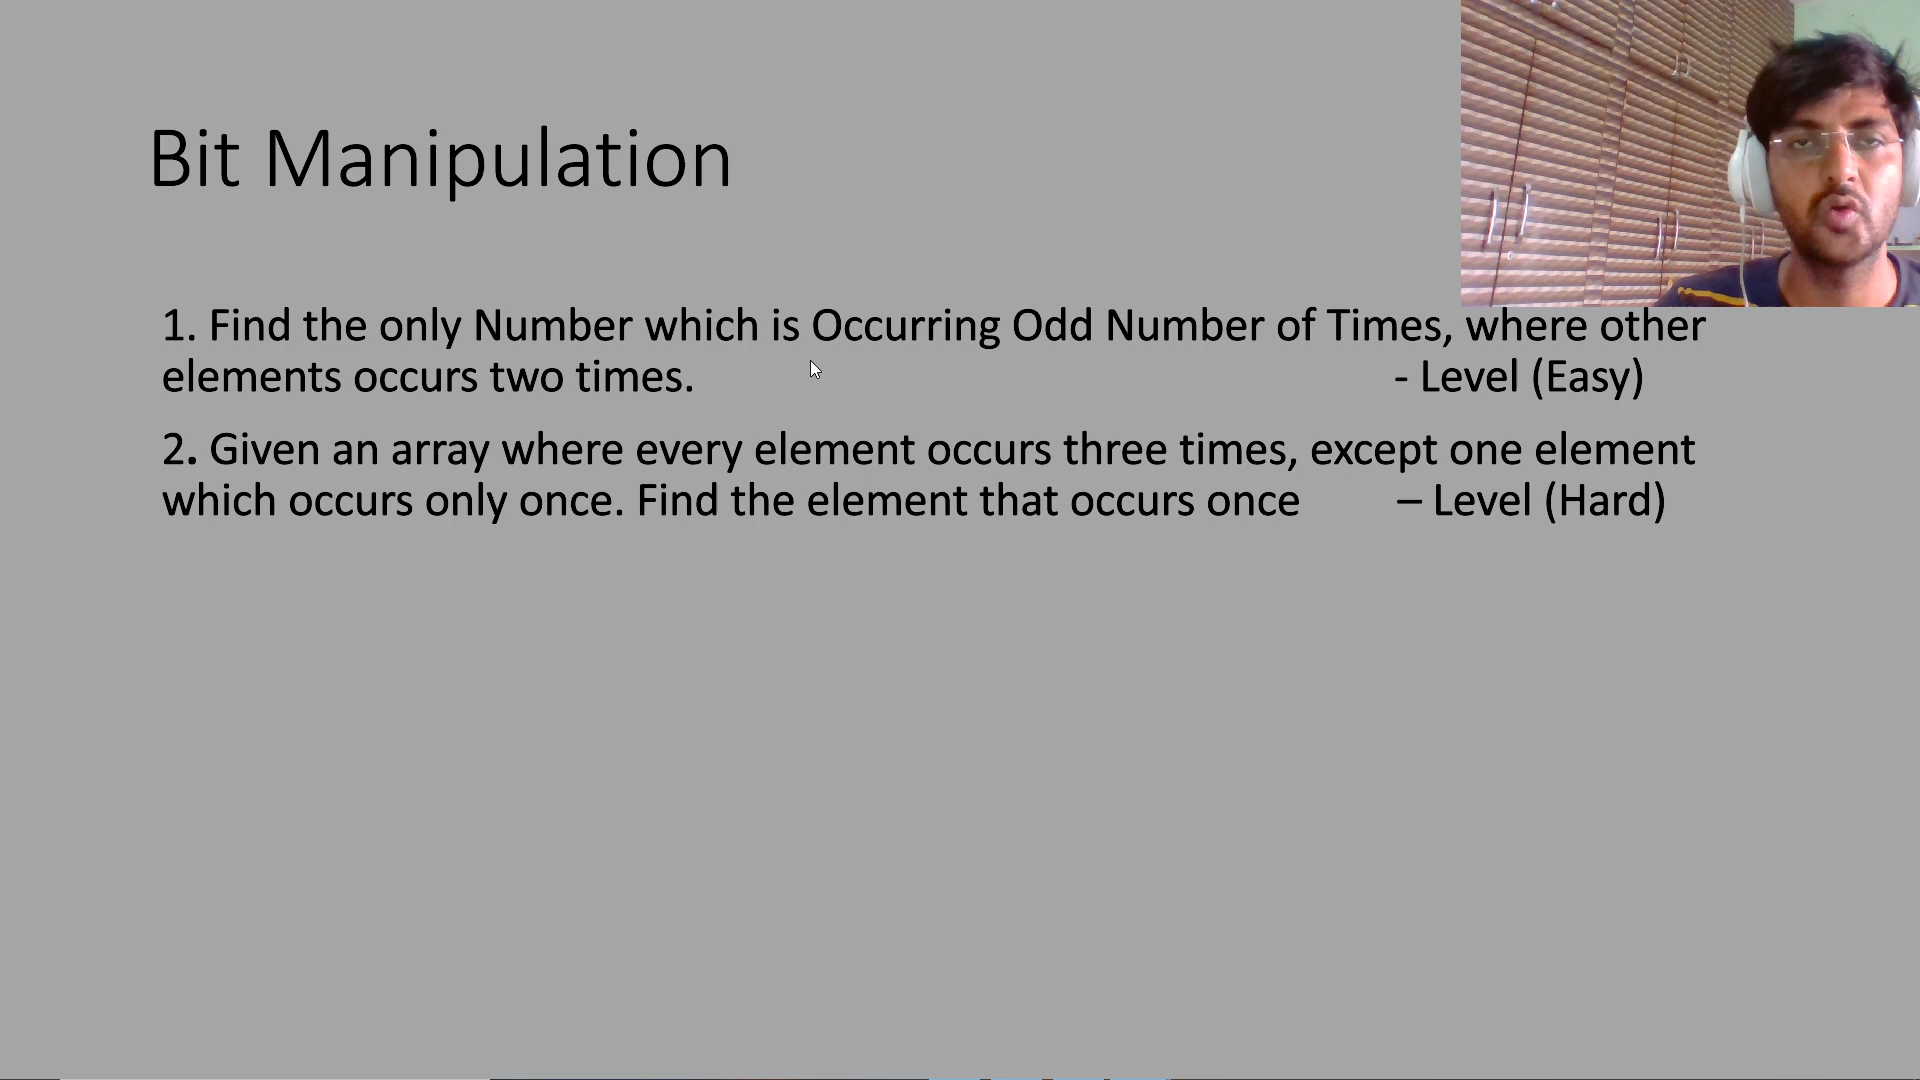 Bit Manipulation
1. Find the only Number which is Occurring Odd Number of Times, where other
elements occurs two times. - Level (Easy)
2. Given an array where every element occurs three times, except one element
which occurs only once. Find the element that occurs once – Level (Hard)